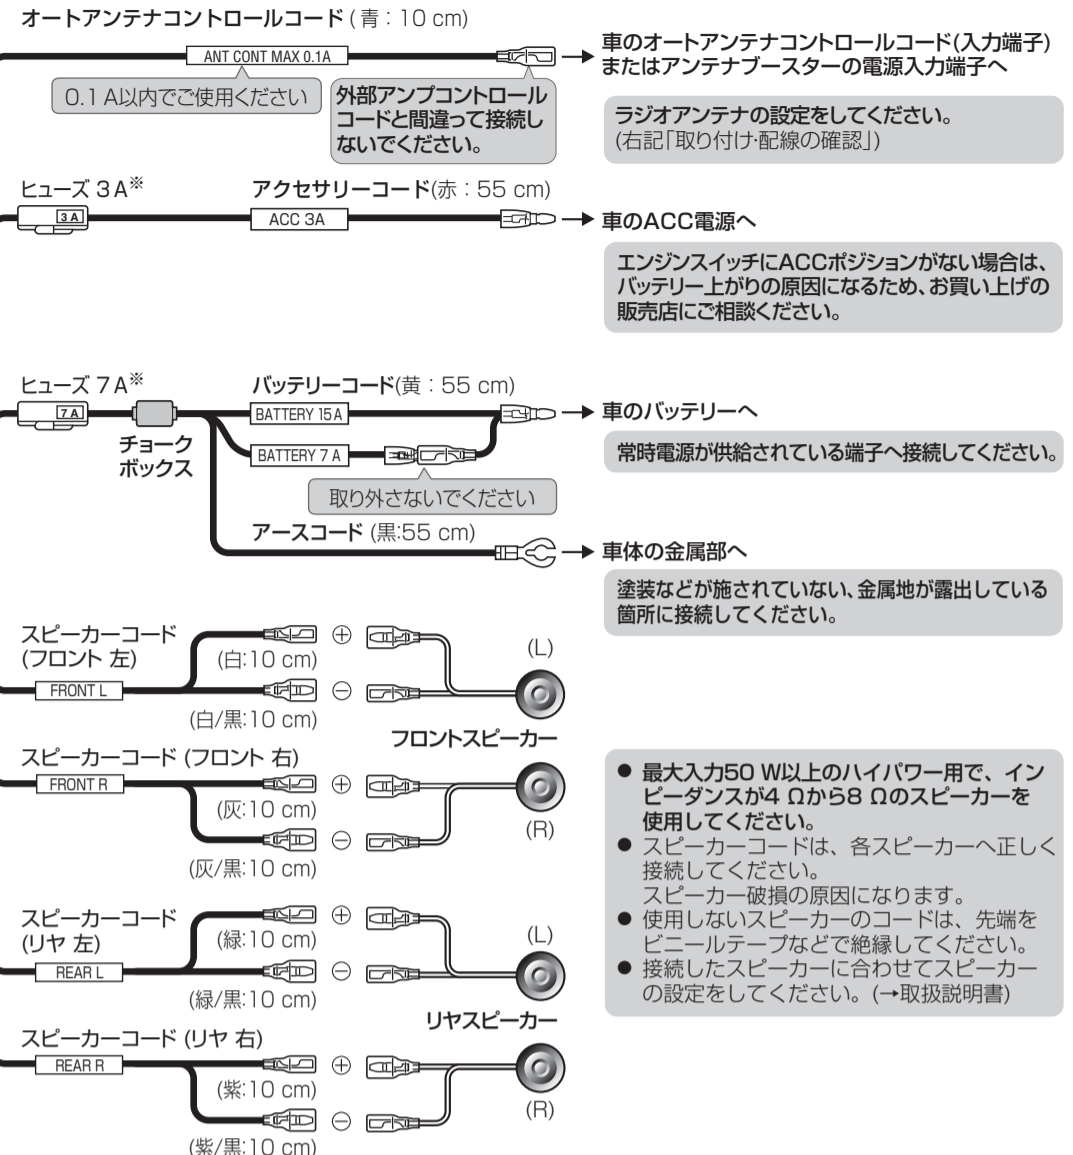 オートアンテナコントロールコード ( 青：10 cm)
ANT CONT MAX 0.1A
0.1 A以内でご使用ください
外部アンプコントロール
コードと間違って接続し
ないでください。
車のオートアンテナコントロールコード(入力端子)
またはアンテナブースターの電源入力端子へ
ラジオアンテナの設定をしてください。
(右記｢取り付け･配線の確認｣)
ヒューズ 3 A※
3 A
アクセサリーコード(赤：55 cm)
ACC 3A
車のACC電源へ
エンジンスイッチにACCポジションがない場合は、
バッテリー上がりの原因になるため、お買い上げの
販売店にご相談ください。
ヒューズ 7 A※
7 A
チョーク
ボックス
バッテリーコード(黄：55 cm)
BATTERY 15 A
BATTERY 7 A
取り外さないでください
車のバッテリーへ
常時電源が供給されている端子へ接続してください。
アースコード (黒:55 cm)
車体の金属部へ
塗装などが施されていない、金属地が露出している
箇所に接続してください。
スピーカーコード
(フロント 左)
FRONT L
(白:10 cm)
⊕
⊖
(白/黒:10 cm)
(L)
フロントスピーカー
スピーカーコード (フロント 右)
FRONT R
(灰:10 cm)
⊕
⊖
(灰/黒:10 cm)
(R)
スピーカーコード
(リヤ 左)
REAR L
(緑:10 cm)
⊕
⊖
(緑/黒:10 cm)
(L)
リヤスピーカー
スピーカーコード (リヤ 右)
REAR R
(紫:10 cm)
⊕
⊖
(紫/黒:10 cm)
(R)
● 最大入力50 W以上のハイパワー用で、イン
ピーダンスが4 Ωから8 Ωのスピーカーを
使用してください。
● スピーカーコードは、各スピーカーへ正しく
接続してください。
スピーカー破損の原因になります。
● 使用しないスピーカーのコードは、先端を
ビニールテープなどで絶縁してください。
● 接続したスピーカーに合わせてスピーカー
の設定をしてください。(→取扱説明書)